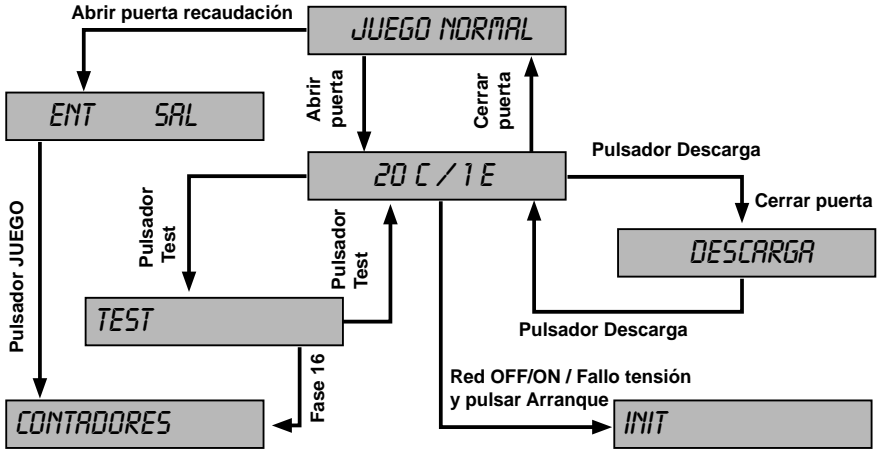 Abrir puerta recaudación
JUEGO NORMAL
ENT SAL
Abrir
puerta
Cerrar
puerta
20 C / 1 E
Pulsador Descarga
Cerrar puerta
DESCARGA
Pulsador Descarga
Pulsador JUEGO
Pulsador
Test
Pulsador
Test
TEST
Fase 16
CONTADORES
Red OFF/ON / Fallo tensión
y pulsar Arranque
INIT